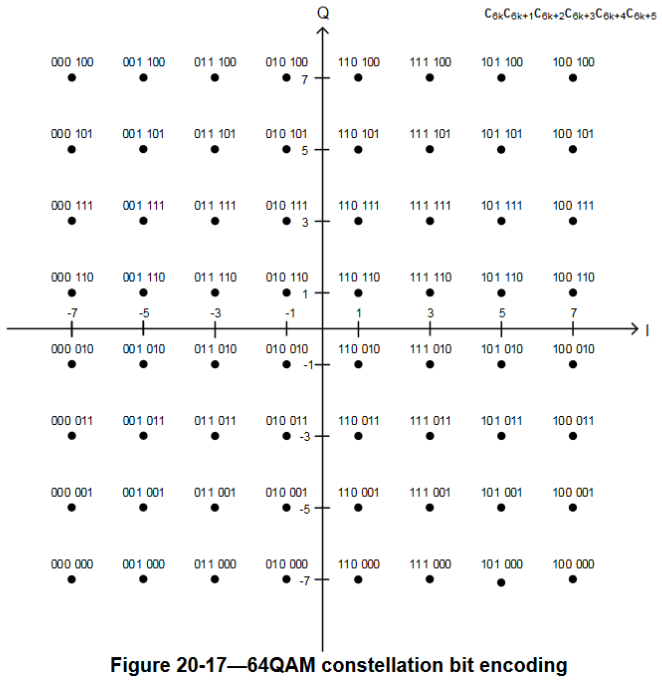 Q
C6kC6k+1C6k+2C6k+3C6k+4C6k+5
000 100 001 100 011 100 010 100 110 100 111 100 101 100 100 100
7
000 101 001 101 011 101 010 101 110 101 111 101 101 101 100 101
5
000 111 001 111 011 111 010 111 110 111 111 111 101 111 100 111
3
000 110 001 110 011 110 010 110 110 110 111 110 101 110 100 110
1
-7 -5 -3 -1 1 3 5 7
I
000 010 001 010 011 010 010 010 110 010 111 010 101 010 100 010
-1
000 011 001 011 011 011 010 011 110 011 111 011 101 011 100 011
-3
000 001 001 001 011 001 010 001 110 001 111 001 101 001 100 001
-5
000 000 001 000 011 000 010 000 110 000 111 000 101 000 100 000
-7
Figure 20-17—64QAM constellation bit encoding